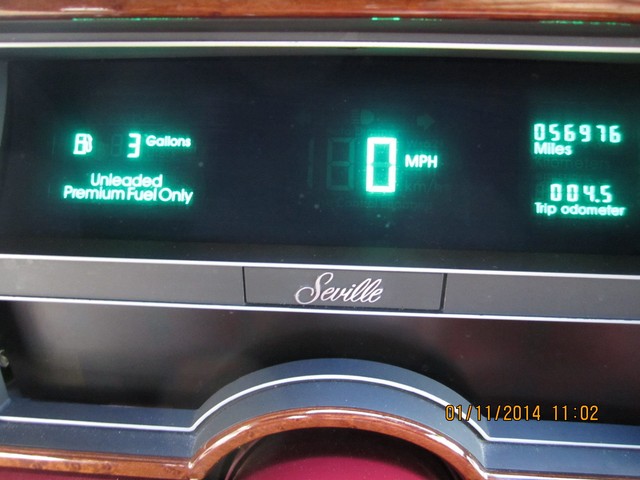 3 Gallons
Unleaded
Premium Fuel Only
0 MPH
056976
Miles
004.5
Trip odometer
Seville
01/11/2014 11:02